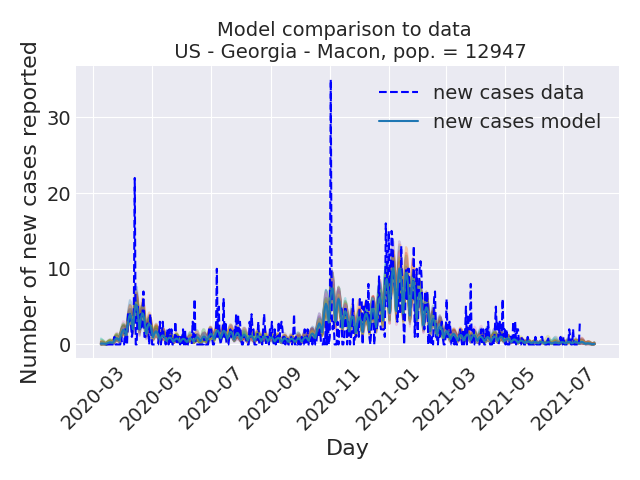 Model comparison to data
US - Georgia - Macon, pop. = 12947
Number of new cases reported
30
20
10
0
new cases data
new cases model
2020-03
2020-05
2020-07
2020-09
2020-11
2021-01
2021-03
2021-05
2021-07
Day